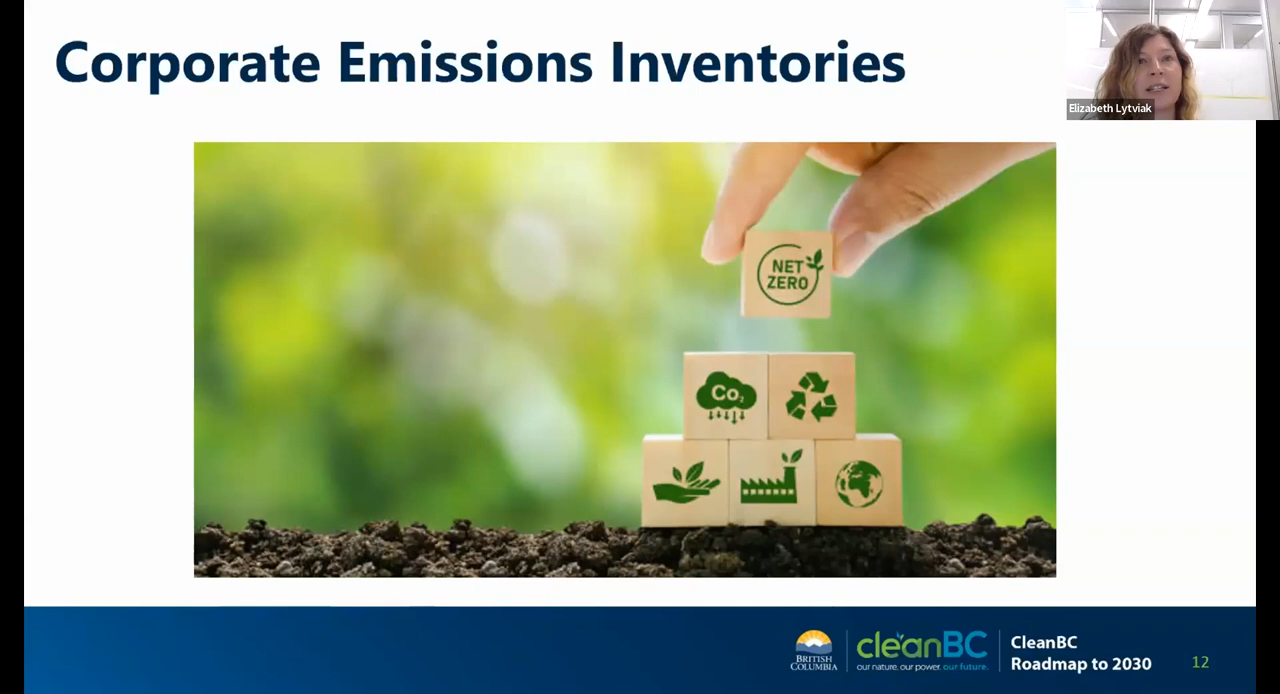 Corporate Emissions Inventories
Elizabeth Lytviak
NET
ZERO
CO₂
BRITISH
COLUMBIA
cleanBC
our nature. our power. our future.
CleanBC
Roadmap to 2030
12